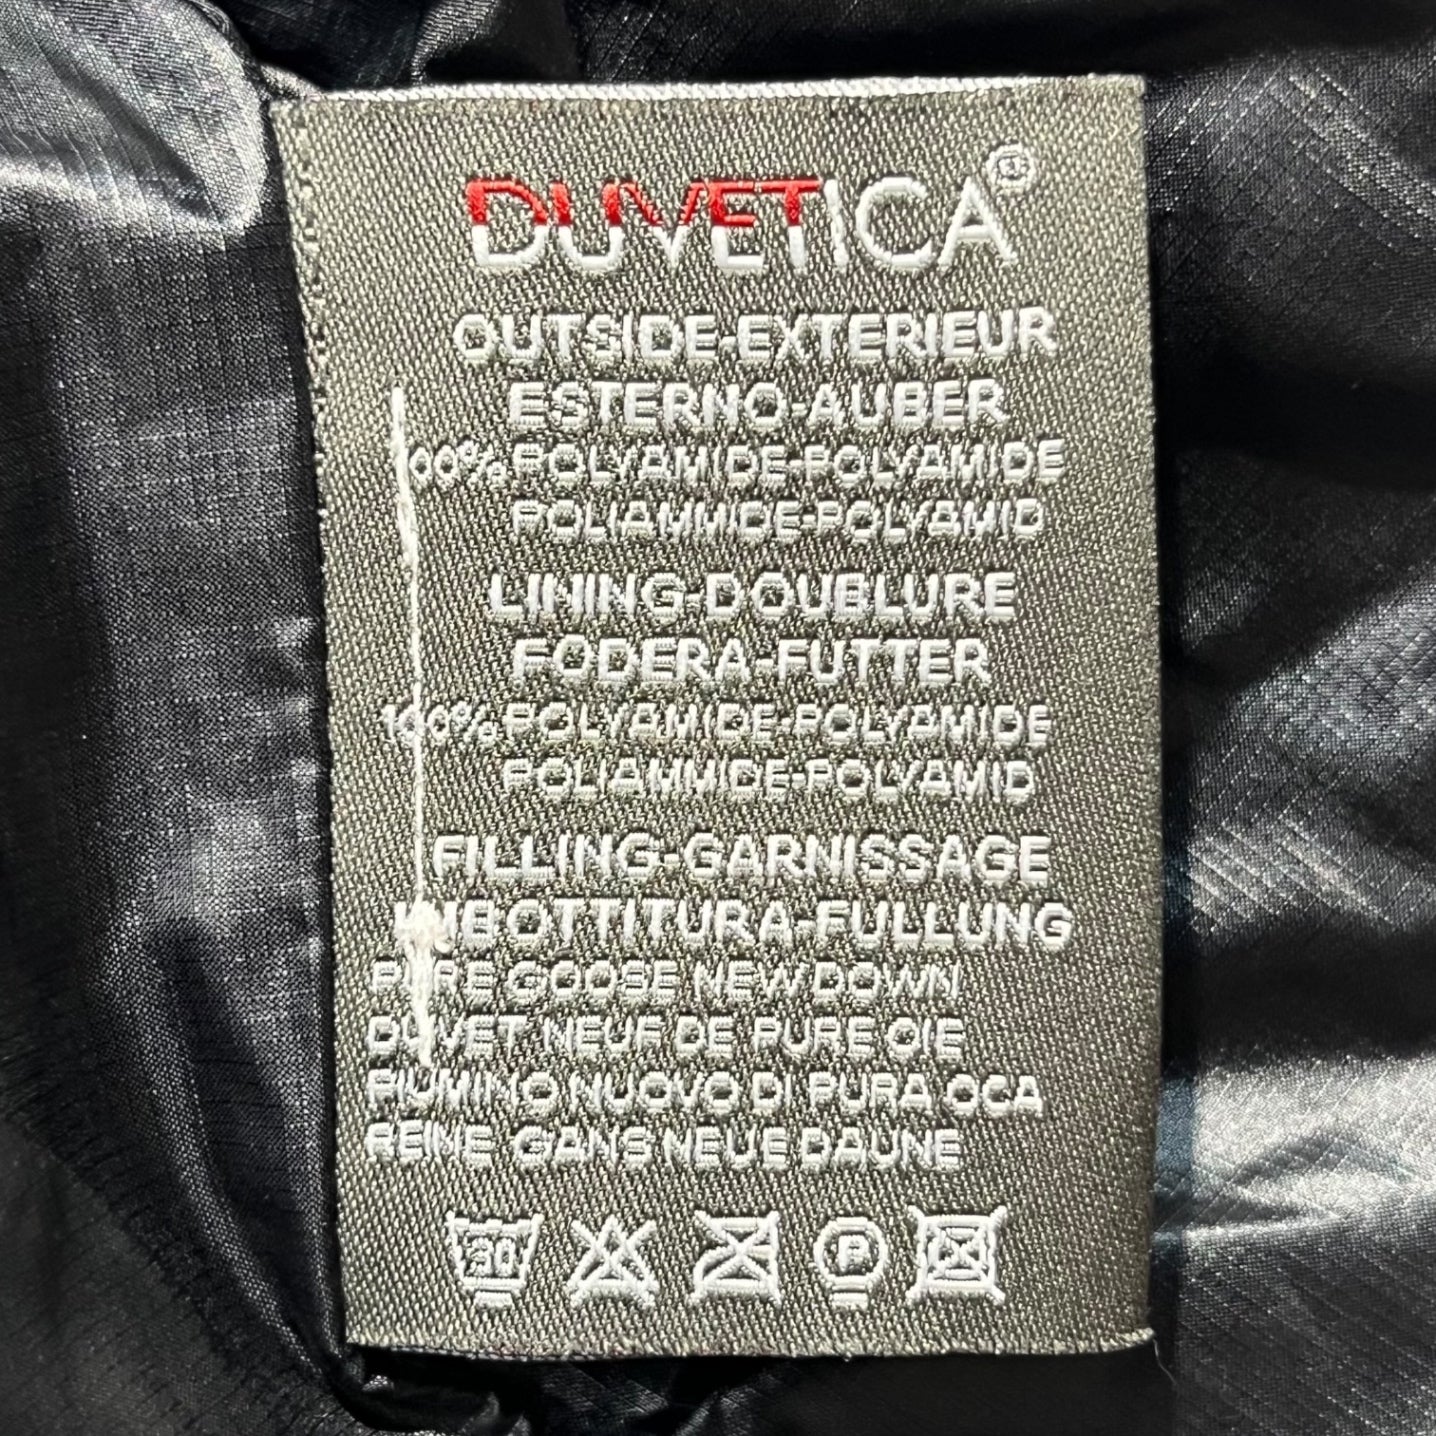 DUVETICA®
OUTSIDE-EXTERIEUR
ESTERNO-AUBER
100% POLYAMIDE-POLYAMIDE
POLIAMMIDE-POLYAMID
LINING-DOUBLURE
FODERA-FUTTER
100% POLYAMIDE-POLYAMIDE
POLIAMMIDE-POLYAMID
FILLING-GARNISSAGE
IMBOTTITURA-FULLUNG
PURE GOOSE NEW DOWN
DUVET NEUF DE PURE OIE
PIUMINO NUOVO DI PURA OCA
REINE GANS NEUE DAUNE
30 P